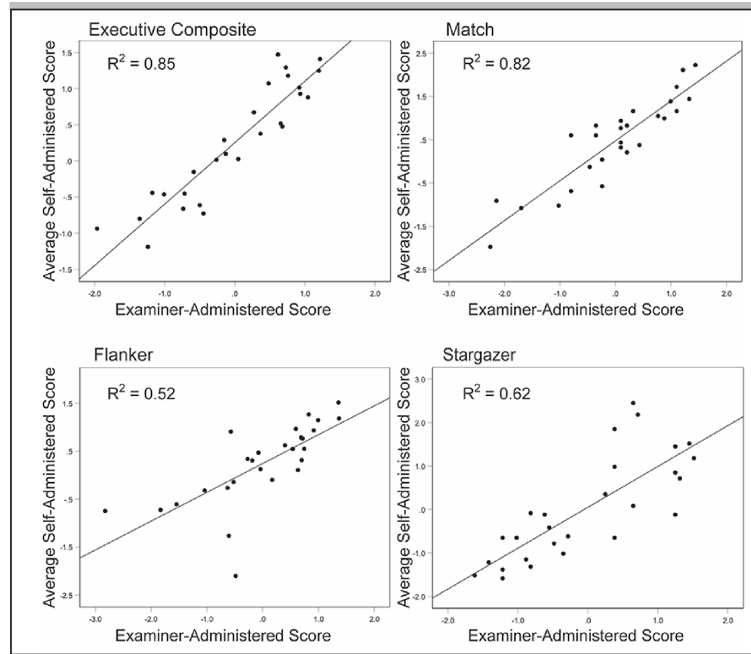 Executive Composite
R² = 0.85
Average Self-Administered Score
1.5
1.0
.5
.0
-.5
-1.0
-1.5
-2.0
-1.0
.0
1.0
2.0
Examiner-Administered Score
Match
R² = 0.82
Average Self-Administered Score
2.5
1.5
.5
-.5
-1.5
-2.5
-3.0
-2.0
-1.0
.0
1.0
2.0
Examiner-Administered Score
Flanker
R² = 0.52
Average Self-Administered Score
1.5
.5
-.5
-1.5
-2.5
-3.0
-2.0
-1.0
.0
1.0
2.0
Examiner-Administered Score
Stargazer
R² = 0.62
Average Self-Administered Score
3.0
2.0
1.0
.0
-1.0
-2.0
-2.0
-1.0
.0
1.0
2.0
Examiner-Administered Score